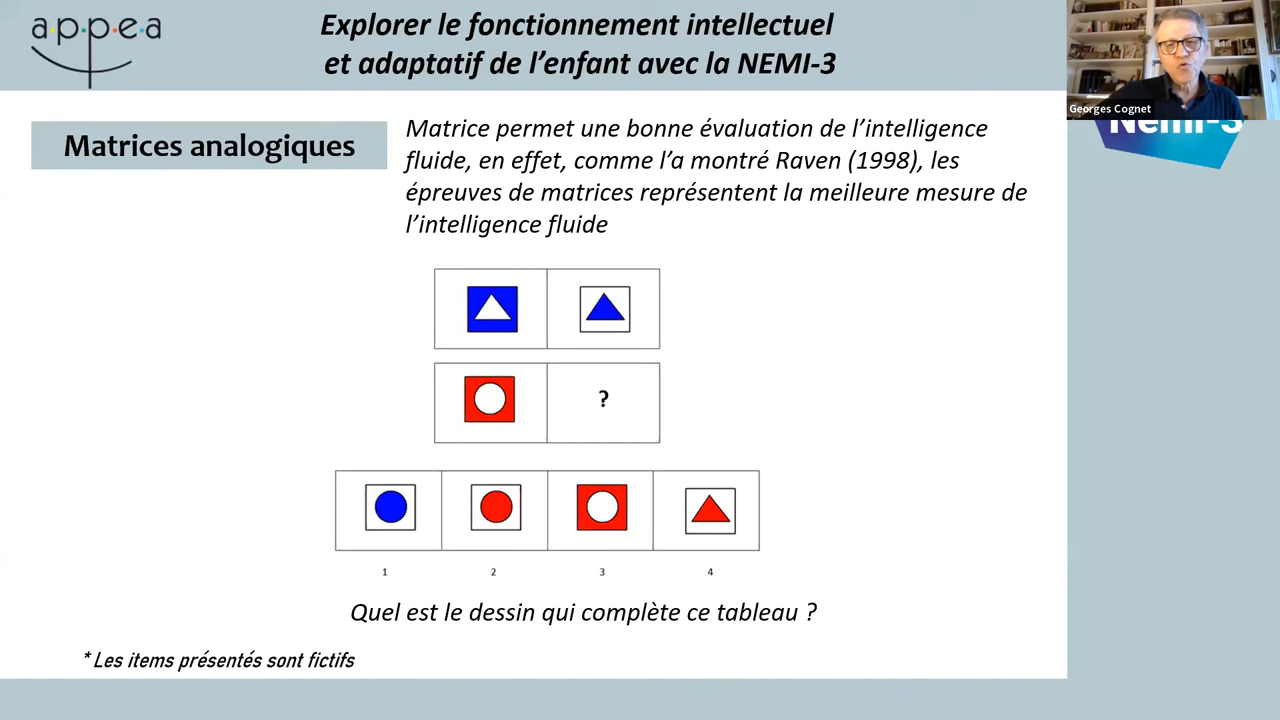 a·p·p·e·a
Explorer le fonctionnement intellectuel
et adaptatif de l’enfant avec la NEMI-3
Georges Cognet
Nemi-3
Matrices analogiques
Matrice permet une bonne évaluation de l’intelligence
fluide, en effet, comme l’a montré Raven (1998), les
épreuves de matrices représentent la meilleure mesure de
l’intelligence fluide
?
1 2 3 4
Quel est le dessin qui complète ce tableau ?
* Les items présentés sont fictifs